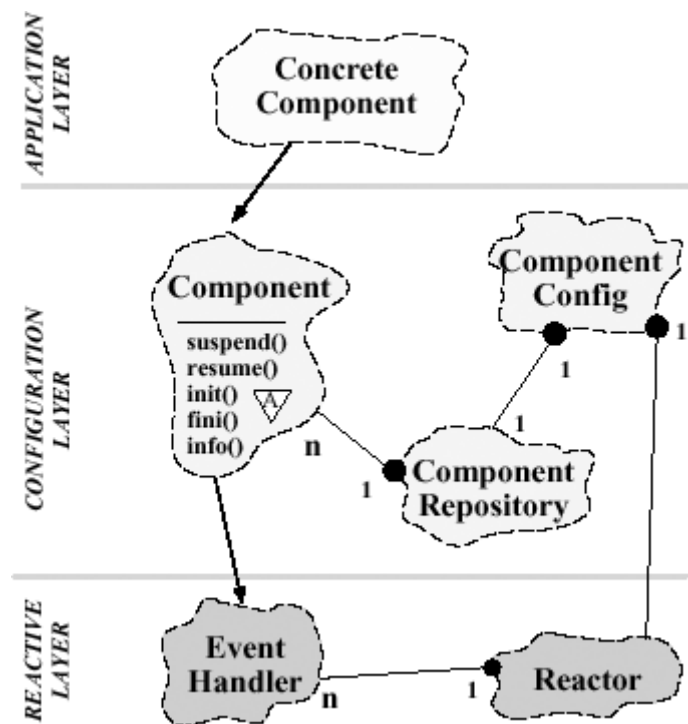 APPLICATION
LAYER
Concrete
Component
CONFIGURATION
LAYER
Component
suspend()
resume()
init()
fini()
info()
A
n
1
Component
Config
1
1
1
Component
Repository
REACTIVE
LAYER
Event
Handler
n
1
Reactor